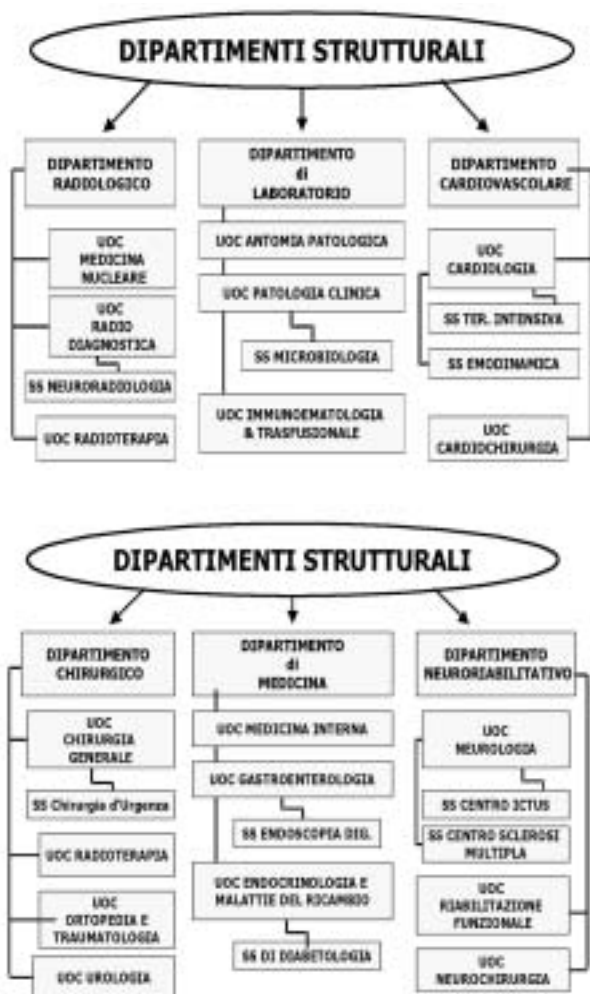 DIPARTIMENTI STRUTTURALI
DIPARTIMENTO
RADIOLOGICO
UOC
MEDICINA
NUCLEARE
UOC
RADIO
DIAGNOSTICA
SS NEURORADIOLOGIA
UOC RADIOTERAPIA
DIPARTIMENTO
di
LABORATORIO
UOC ANTOMIA PATOLOGICA
UOC PATOLOGIA CLINICA
SS MICROBIOLOGIA
UOC IMMUNOEMATOLOGIA
& TRASFUSIONALE
DIPARTIMENTO
CARDIOVASCOLARE
UOC
CARDIOLOGIA
SS TER. INTENSIVA
SS EMODINAMICA
UOC
CARDIOCHIRURGIA
DIPARTIMENTI STRUTTURALI
DIPARTIMENTO
CHIRURGICO
UOC
CHIRURGIA
GENERALE
SS Chirurgia d'Urgenza
UOC RADIOTERAPIA
UOC
ORTOPEDIA E
TRAUMATOLOGIA
UOC UROLOGIA
DIPARTIMENTO
di
MEDICINA
UOC MEDICINA INTERNA
UOC GASTROENTEROLOGIA
SS ENDOSCOPIA DIG.
UOC ENDOCRINOLOGIA E
MALATTIE DEL RICAMBIO
SS DI DIABETOLOGIA
DIPARTIMENTO
NEURORIABILITATIVO
UOC
NEUROLOGIA
SS CENTRO ICTUS
SS CENTRO SCLEROSI
MULTIPLA
UOC
RIABILITAZIONE
FUNZIONALE
UOC
NEUROCHIRURGIA